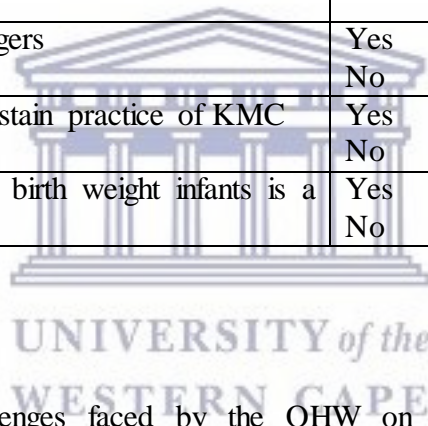 gers Yes
No
stain practice of KMC Yes
No
birth weight infants is a Yes
No
UNIVERSITY of the
WESTERN CAPE
enges faced by the OHW on